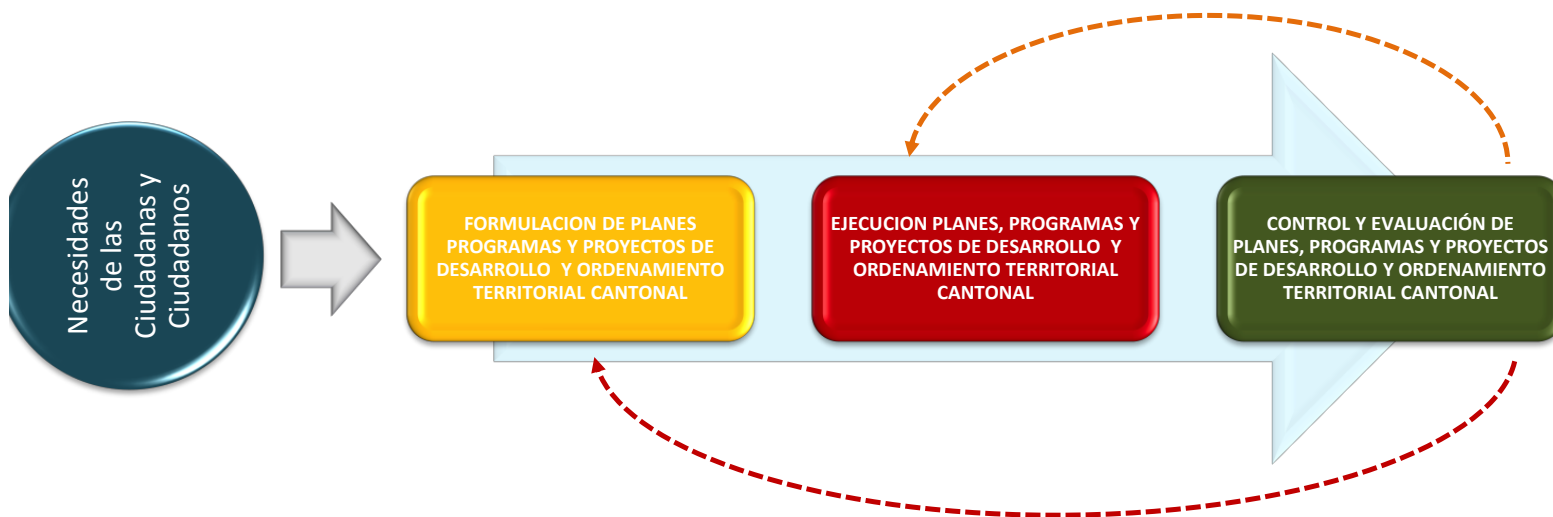 Necesidades
de las
Ciudadanas y
Ciudadanos
FORMULACION DE PLANES
PROGRAMAS Y PROYECTOS DE
DESARROLLO Y ORDENAMIENTO
TERRITORIAL CANTONAL
EJECUCION PLANES, PROGRAMAS Y
PROYECTOS DE DESARROLLO Y
ORDENAMIENTO TERRITORIAL
CANTONAL
CONTROL Y EVALUACIÓN DE
PLANES, PROGRAMAS Y PROYECTOS
DE DESARROLLO Y ORDENAMIENTO
TERRITORIAL CANTONAL